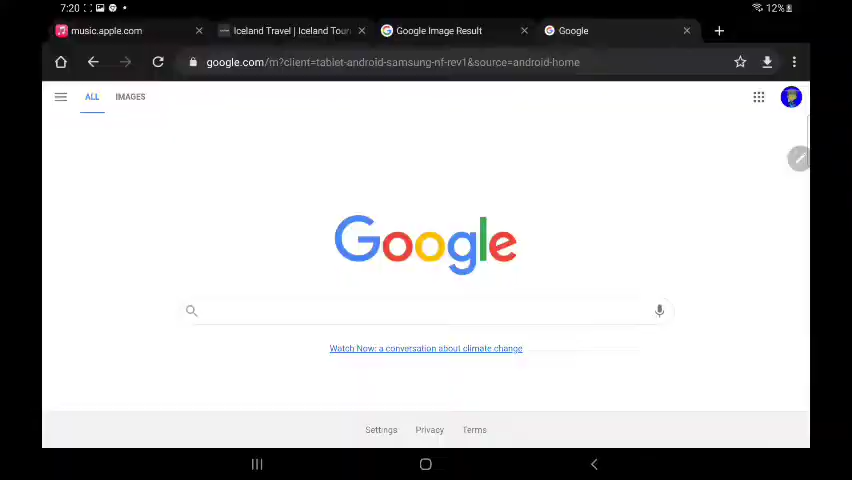 7:20 12%
music.apple.com Iceland Travel | Iceland Tour Google Image Result Google
google.com/m?client=tablet-android-samsung-nf-rev1&source=android-home
ALL IMAGES
Google
Watch Now: a conversation about climate change
Settings Privacy Terms